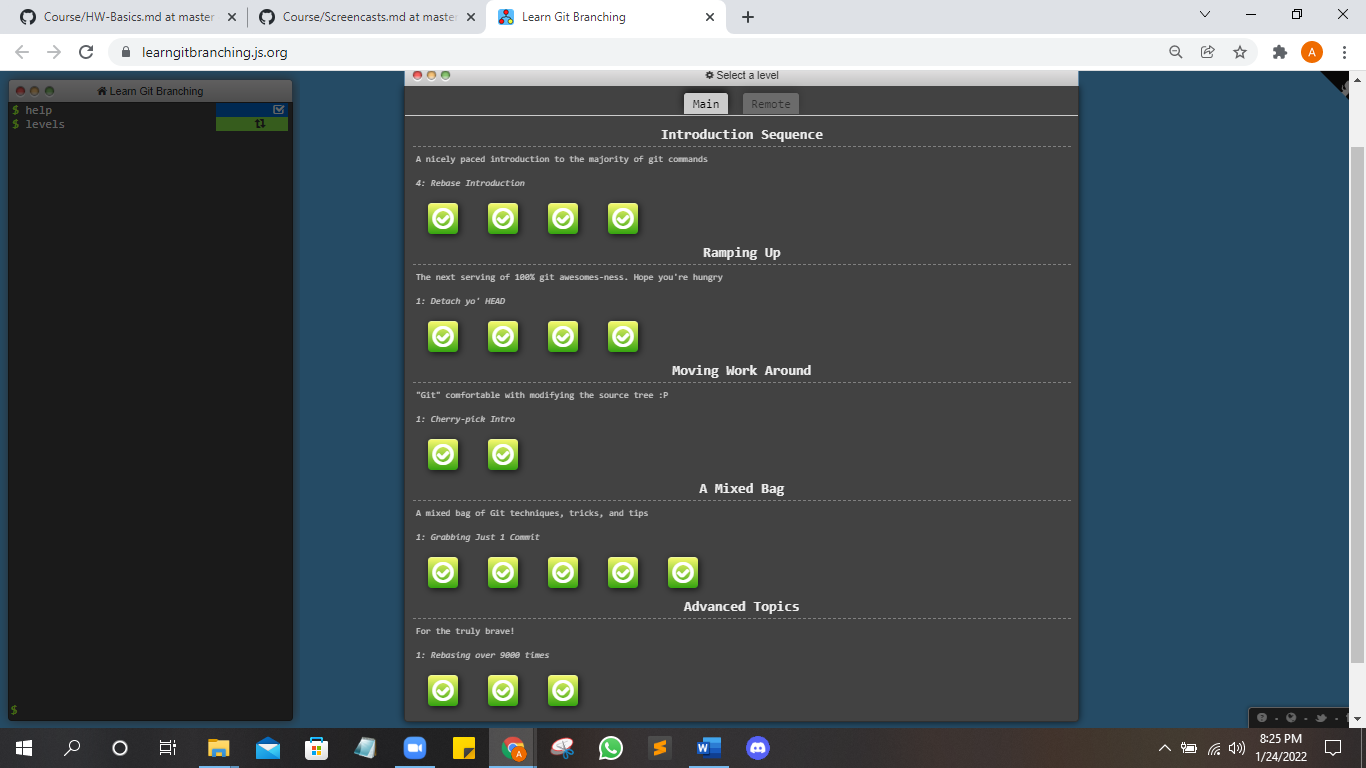 Course/HW-Basics.md at master
Course/Screencasts.md at master
Learn Git Branching
learngitbranching.js.org
A
Learn Git Branching
$ help
$ levels
$
Select a level
Main
Remote
Introduction Sequence
A nicely paced introduction to the majority of git commands
4: Rebase Introduction
Ramping Up
The next serving of 100% git awesomes-ness. Hope you're hungry
1: Detach yo' HEAD
Moving Work Around
"Git" comfortable with modifying the source tree :P
1: Cherry-pick Intro
A Mixed Bag
A mixed bag of Git techniques, tricks, and tips
1: Grabbing Just 1 Commit
Advanced Topics
For the truly brave!
1: Rebasing over 9000 times
8:25 PM
1/24/2022